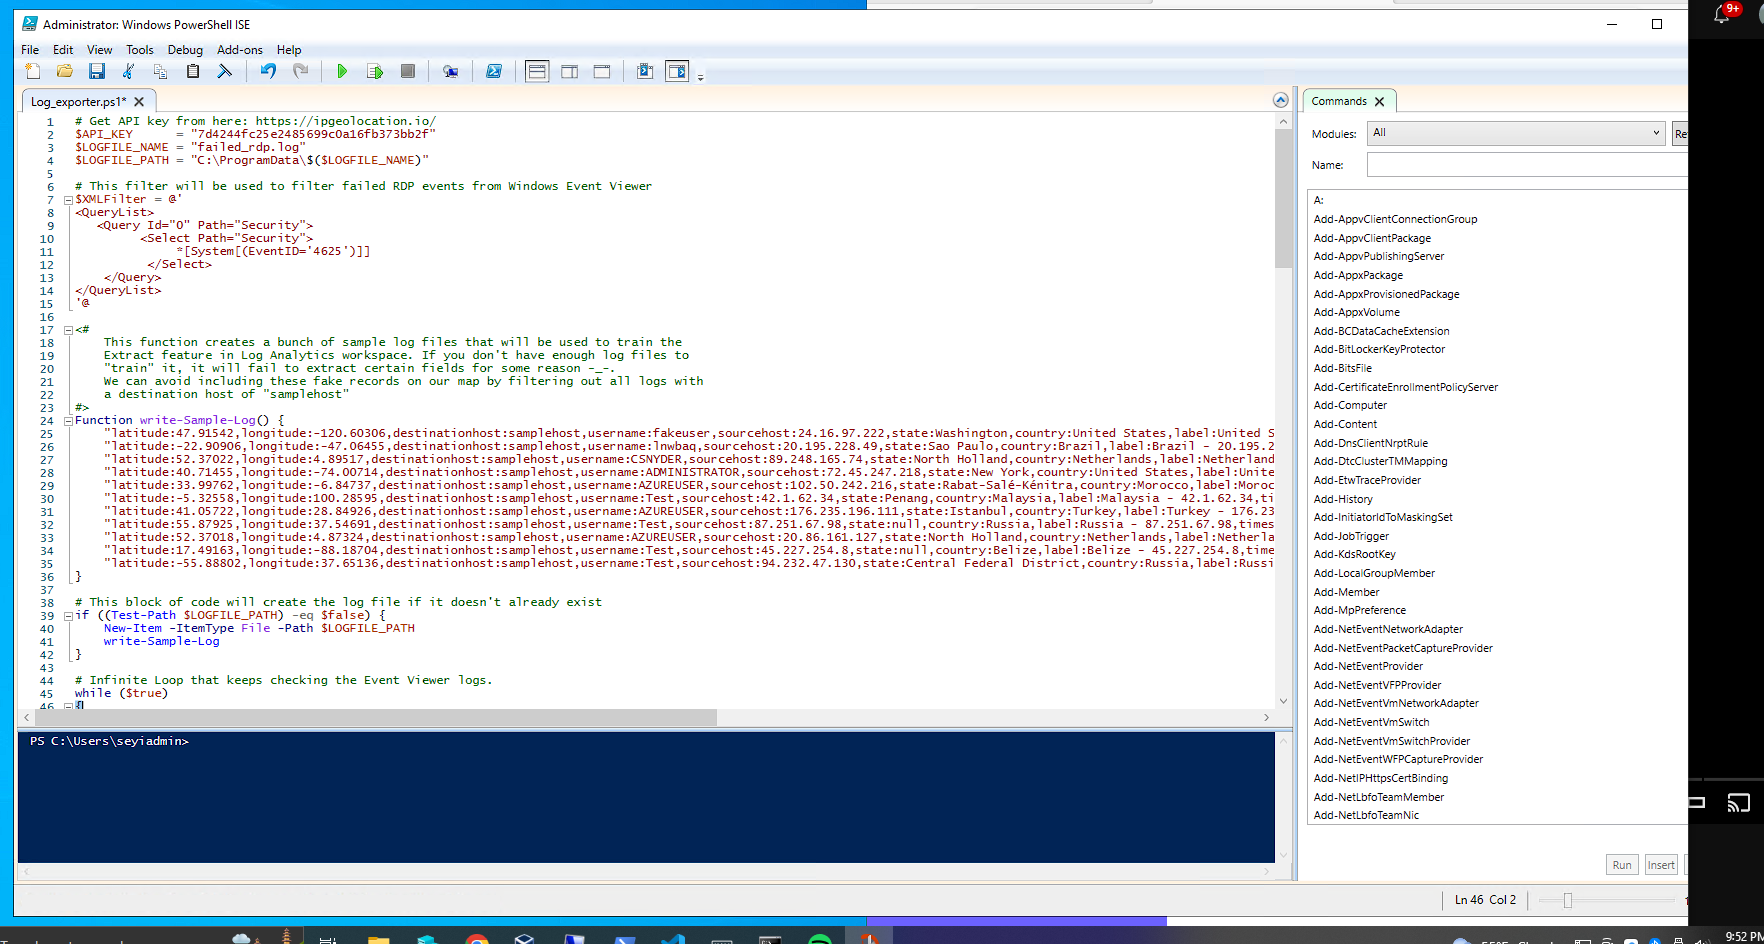 9+
Administrator: Windows PowerShell ISE
File Edit View Tools Debug Add-ons Help
Log_exporter.ps1*
1 # Get API key from here: https://ipgeolocation.io/
2 $API_KEY      = "7d4244fc25e2485699c0a16fb373bb2f"
3 $LOGFILE_NAME = "failed_rdp.log"
4 $LOGFILE_PATH = "C:\ProgramData\$($LOGFILE_NAME)"
5
6 # This filter will be used to filter failed RDP events from Windows Event Viewer
7 $XMLFilter = @'
8 <QueryList>
9    <Query Id="0" Path="Security">
10         <Select Path="Security">
11              *[System[(EventID='4625')]]
12          </Select>
13    </Query>
14 </QueryList>
15 '@
16
17 <#
18     This function creates a bunch of sample log files that will be used to train the
19     Extract feature in Log Analytics workspace. If you don't have enough log files to
20     "train" it, it will fail to extract certain fields for some reason -_-.
21     We can avoid including these fake records on our map by filtering out all logs with
22     a destination host of "samplehost"
23 #>
24 Function write-Sample-Log() {
25     "latitude:47.91542,longitude:-120.60306,destinationhost:samplehost,username:fakeuser,sourcehost:24.16.97.222,state:Washington,country:United States,label:United S
26     "latitude:-22.90906,longitude:-47.06455,destinationhost:samplehost,username:lnwbaq,sourcehost:20.195.228.49,state:Sao Paulo,country:Brazil,label:Brazil - 20.195.2
27     "latitude:52.37022,longitude:4.89517,destinationhost:samplehost,username:CSNYDER,sourcehost:89.248.165.74,state:North Holland,country:Netherlands,label:Netherland
28     "latitude:40.71455,longitude:-74.00714,destinationhost:samplehost,username:ADMINISTRATOR,sourcehost:72.45.247.218,state:New York,country:United States,label:Unite
29     "latitude:33.99762,longitude:-6.84737,destinationhost:samplehost,username:AZUREUSER,sourcehost:102.50.242.216,state:Rabat-Salé-Kénitra,country:Morocco,label:Moroc
30     "latitude:-5.32558,longitude:100.28595,destinationhost:samplehost,username:Test,sourcehost:42.1.62.34,state:Penang,country:Malaysia,label:Malaysia - 42.1.62.34,ti
31     "latitude:41.05722,longitude:28.84926,destinationhost:samplehost,username:AZUREUSER,sourcehost:176.235.196.111,state:Istanbul,country:Turkey,label:Turkey - 176.23
32     "latitude:55.87925,longitude:37.54691,destinationhost:samplehost,username:Test,sourcehost:87.251.67.98,state:null,country:Russia,label:Russia - 87.251.67.98,times
33     "latitude:52.37018,longitude:4.87324,destinationhost:samplehost,username:AZUREUSER,sourcehost:20.86.161.127,state:North Holland,country:Netherlands,label:Netherla
34     "latitude:17.49163,longitude:-88.18704,destinationhost:samplehost,username:Test,sourcehost:45.227.254.8,state:null,country:Belize,label:Belize - 45.227.254.8,time
35     "latitude:-55.88802,longitude:37.65136,destinationhost:samplehost,username:Test,sourcehost:94.232.47.130,state:Central Federal District,country:Russia,label:Russi
36 }
37
38 # This block of code will create the log file if it doesn't already exist
39 if ((Test-Path $LOGFILE_PATH) -eq $false) {
40     New-Item -ItemType File -Path $LOGFILE_PATH
41     write-Sample-Log
42 }
43
44 # Infinite Loop that keeps checking the Event Viewer logs.
45 while ($true)
46 {
PS C:\Users\seyiadmin>
Commands
Modules: All
Re
Name:
A:
Add-AppvClientConnectionGroup
Add-AppvClientPackage
Add-AppvPublishingServer
Add-AppxPackage
Add-AppxProvisionedPackage
Add-AppxVolume
Add-BCDataCacheExtension
Add-BitLockerKeyProtector
Add-BitsFile
Add-CertificateEnrollmentPolicyServer
Add-Computer
Add-Content
Add-DnsClientNrptRule
Add-DtcClusterTMMapping
Add-EtwTraceProvider
Add-History
Add-InitiatorIdToMaskingSet
Add-JobTrigger
Add-KdsRootKey
Add-LocalGroupMember
Add-Member
Add-MpPreference
Add-NetEventNetworkAdapter
Add-NetEventPacketCaptureProvider
Add-NetEventProvider
Add-NetEventVFPProvider
Add-NetEventVmNetworkAdapter
Add-NetEventVmSwitch
Add-NetEventVmSwitchProvider
Add-NetEventWFPCaptureProvider
Add-NetIPHttpsCertBinding
Add-NetLbfoTeamMember
Add-NetLbfoTeamNic
Run Insert
Ln 46 Col 2
9:52 PM